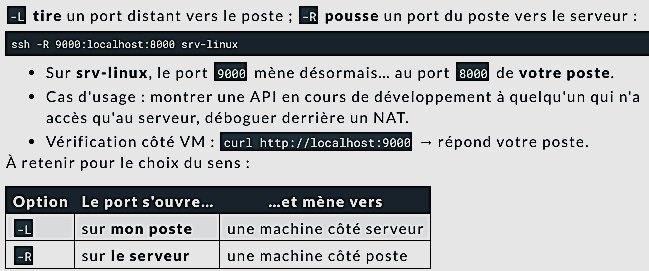 -L tire un port distant vers le poste ; -R pousse un port du poste vers le serveur :
ssh -R 9000:localhost:8000 srv-linux
• Sur srv-linux, le port 9000 mène désormais… au port 8000 de votre poste.
• Cas d'usage : montrer une API en cours de développement à quelqu'un qui n'a
accès qu'au serveur, déboguer derrière un NAT.
• Vérification côté VM : curl http://localhost:9000 → répond votre poste.
À retenir pour le choix du sens :
Option Le port s'ouvre… …et mène vers
-L sur mon poste une machine côté serveur
-R sur le serveur une machine côté poste